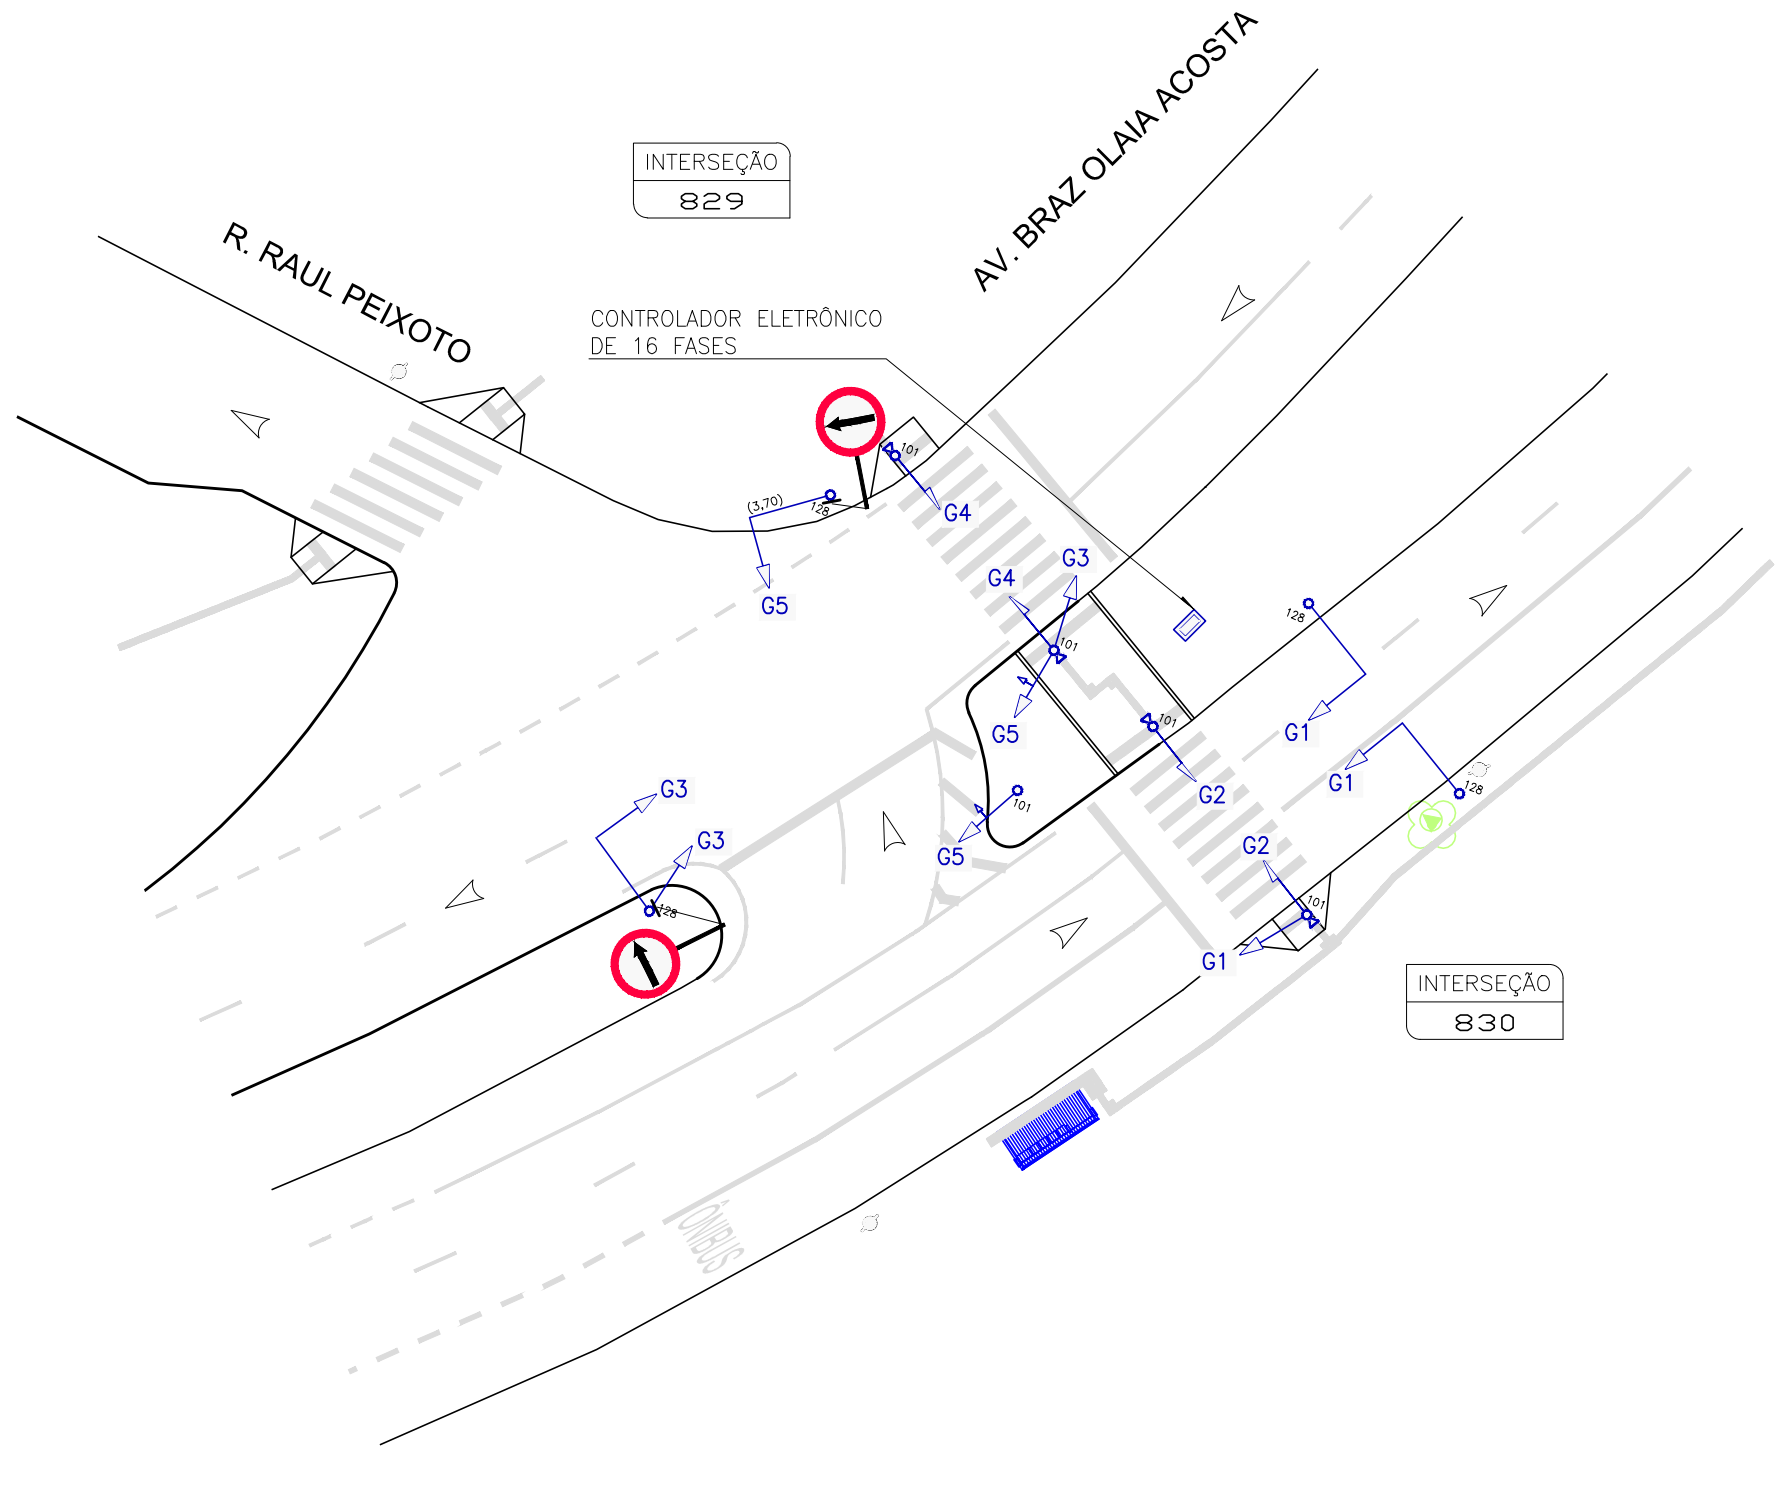 AV. BRAZ OLAIA ACOSTA
INTERSEÇÃO
829
R. RAUL PEIXOTO
CONTROLADOR ELETRÔNICO
DE 16 FASES
101
(3,70)
128
G4
G5
G3
G4
101
G5
101
G2
128
G1
G1
128
G3
G3
128
101
G5
G2
101
G1
INTERSEÇÃO
830
ÔNIBUS